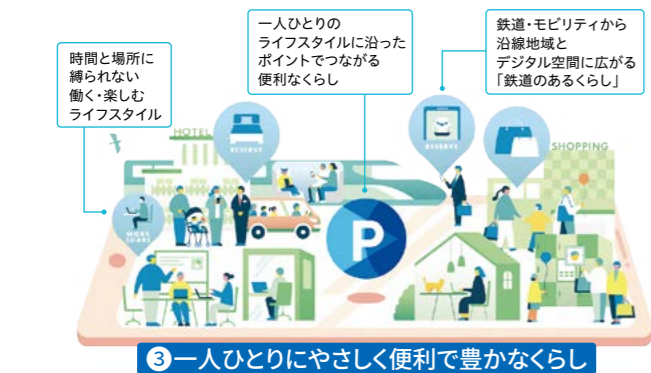 時間と場所に
縛られない
働く・楽しむ
ライフスタイル
一人ひとりの
ライフスタイルに沿った
ポイントでつながる
便利なくらし
鉄道・モビリティから
沿線地域と
デジタル空間に広がる
「鉄道のあるくらし」
HOTEL
RESERVE
RESERVE
SHOPPING
WORK
SHARE
P
❸一人ひとりにやさしく便利で豊かなくらし